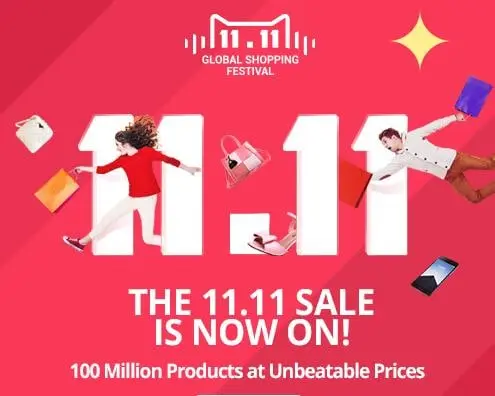 11.11
GLOBAL SHOPPING
FESTIVAL
11.11
THE 11.11 SALE
IS NOW ON!
100 Million Products at Unbeatable Prices